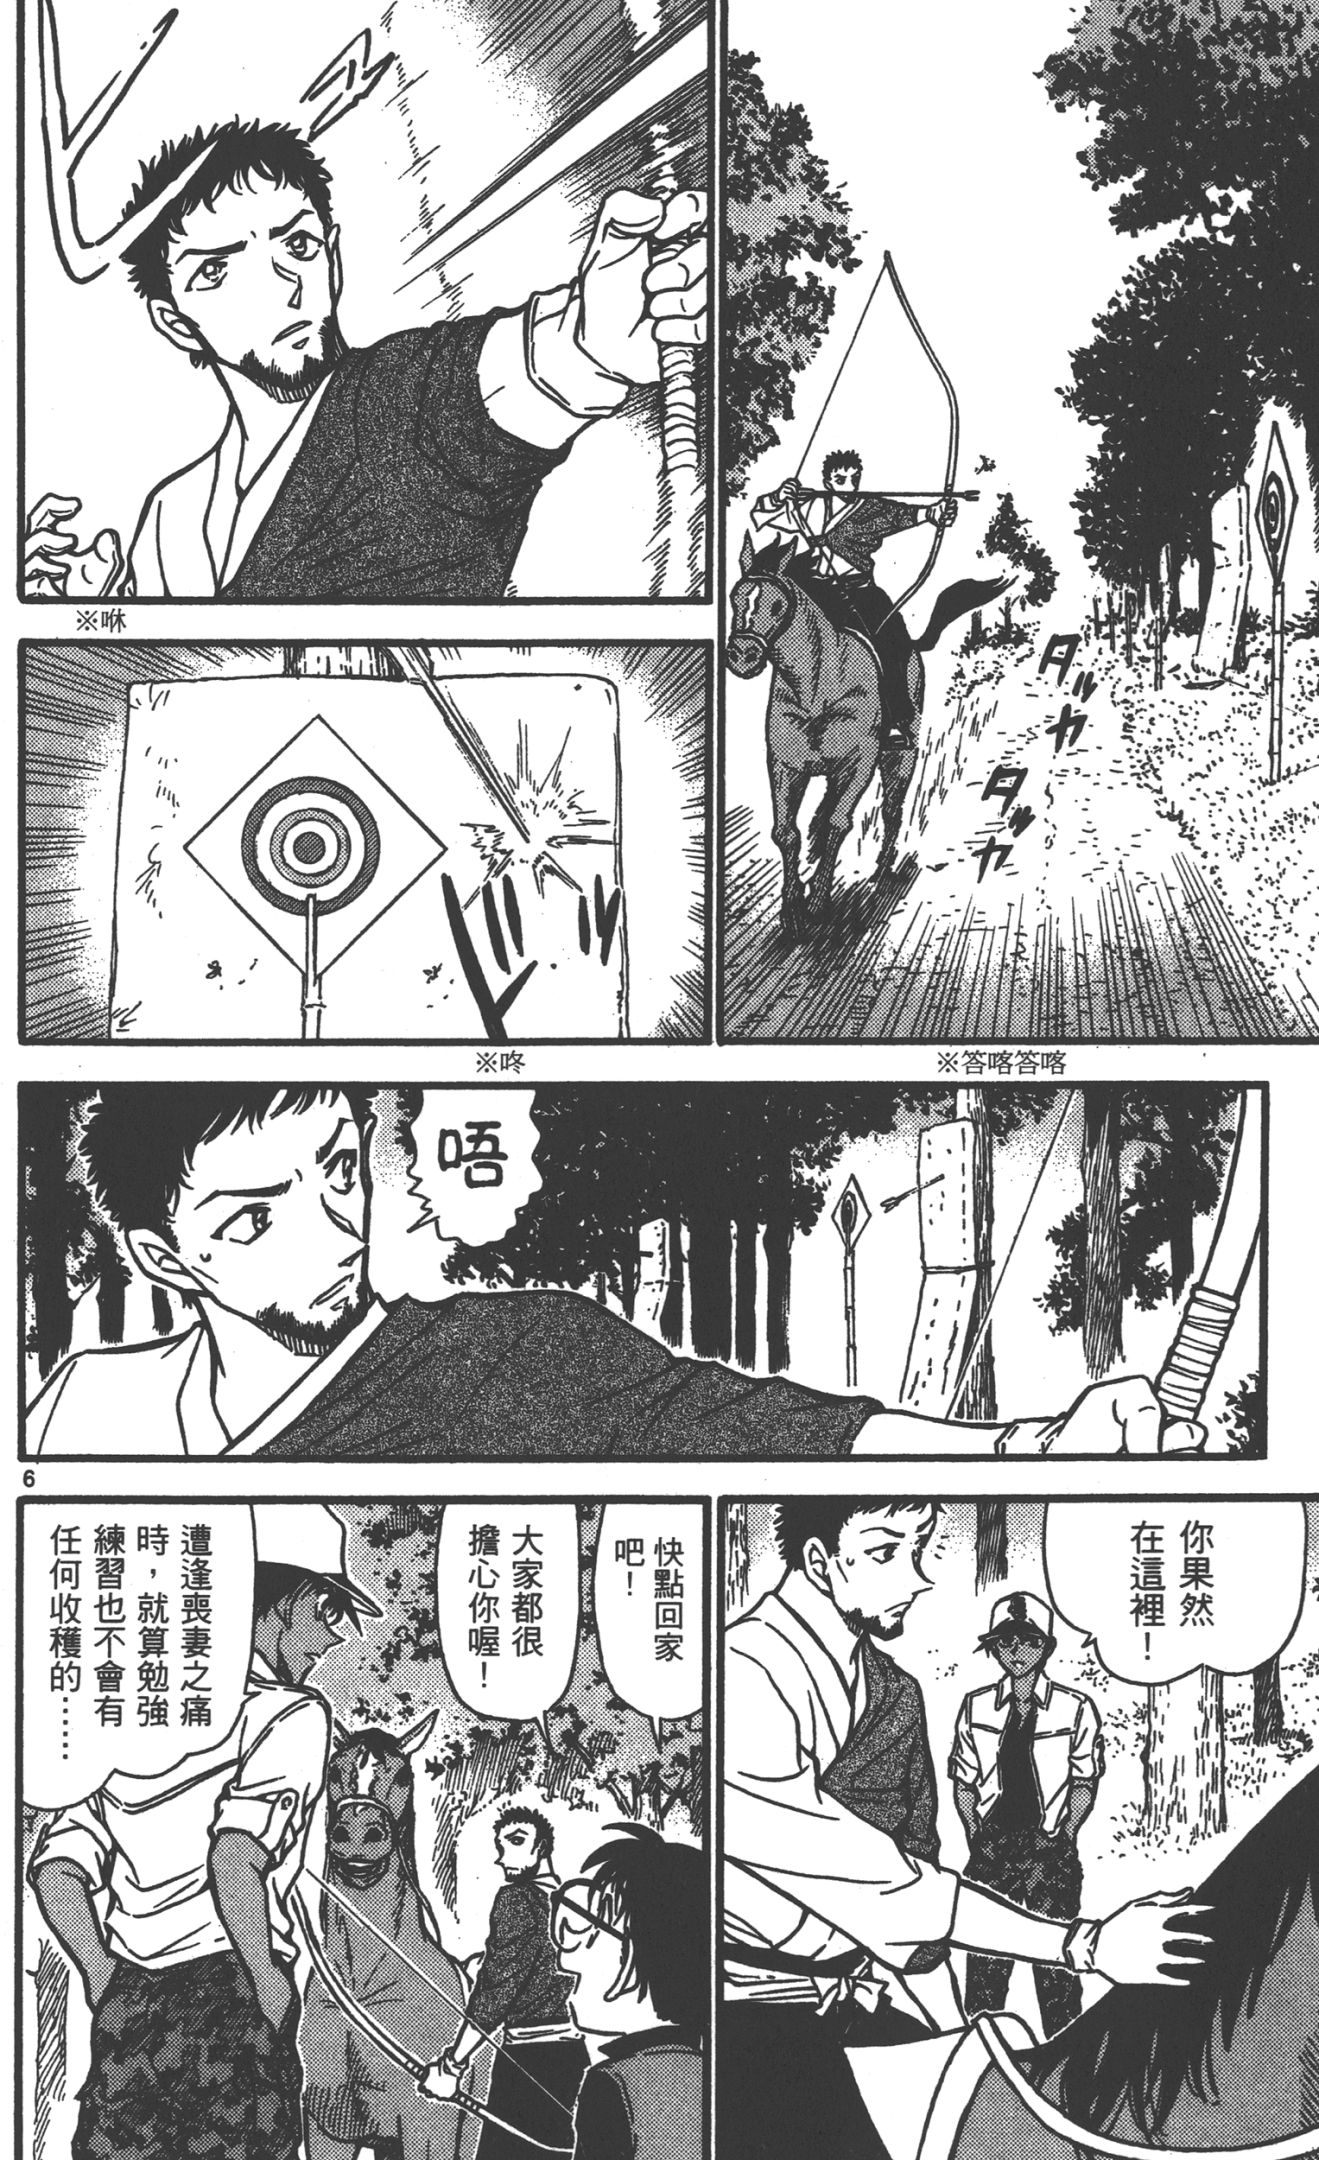 タッカ
タッカ
※答喀答喀
※咻
ドッ
※咚
唔
你果然
在這裡！
快點回家
吧！
大家都很
擔心你喔！
遭逢喪妻之痛
時，就算勉強
練習也不會有
任何收穫的……
6